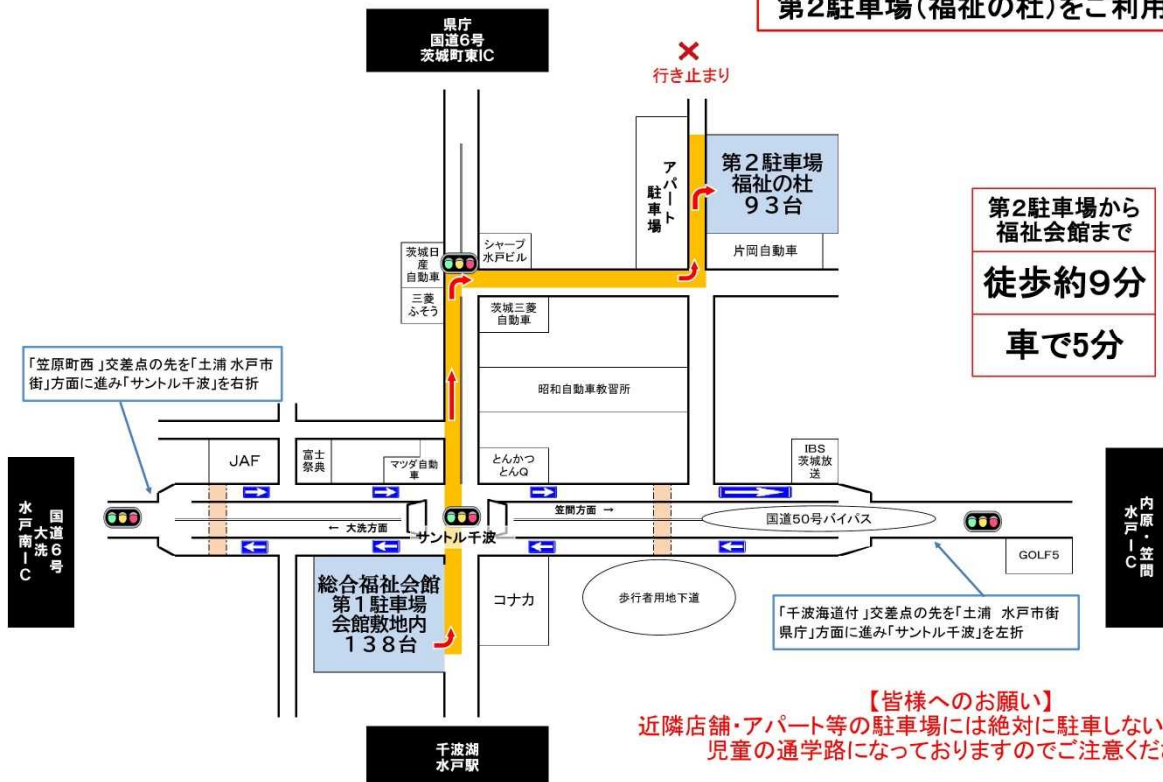 第2駐車場(福祉の杜)をご利用
県庁
国道6号
茨城町東IC
×
行き止まり
アパート
駐車場
第2駐車場
福祉の杜
93台
片岡自動車
茨城日
産
自動車
シャープ
水戸ビル
三菱
ふそう
茨城三菱
自動車
第2駐車場から
福祉会館まで
徒歩約9分
車で5分
「笠原町西 」交差点の先を「土浦 水戸市
街」方面に進み「サントル千波」を右折
昭和自動車教習所
JAF
富士
祭典
マツダ自動
車
とんかつ
とんQ
IBS
茨城放
送
国道6号
大洗
水戸南IC
笠間方面 →
← 大洗方面
サントル千波
国道50号バイパス
内原・笠間
水戸IC
GOLF5
総合福祉会館
第1駐車場
会館敷地内
138台
コナカ
歩行者用地下道
「千波海道付 」交差点の先を「土浦 水戸市街
県庁」方面に進み「サントル千波」を左折
【皆様へのお願い】
近隣店舗・アパート等の駐車場には絶対に駐車しない
児童の通学路になっておりますのでご注意くだ
千波湖
水戸駅